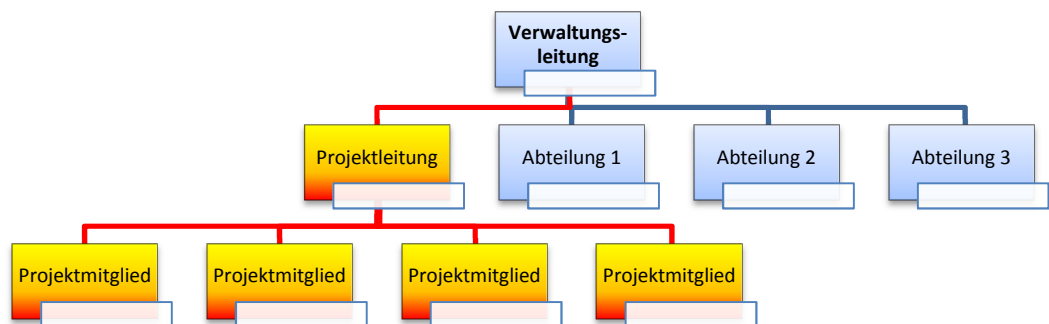 Verwaltungs-
leitung
Projektleitung
Abteilung 1
Abteilung 2
Abteilung 3
Projektmitglied
Projektmitglied
Projektmitglied
Projektmitglied